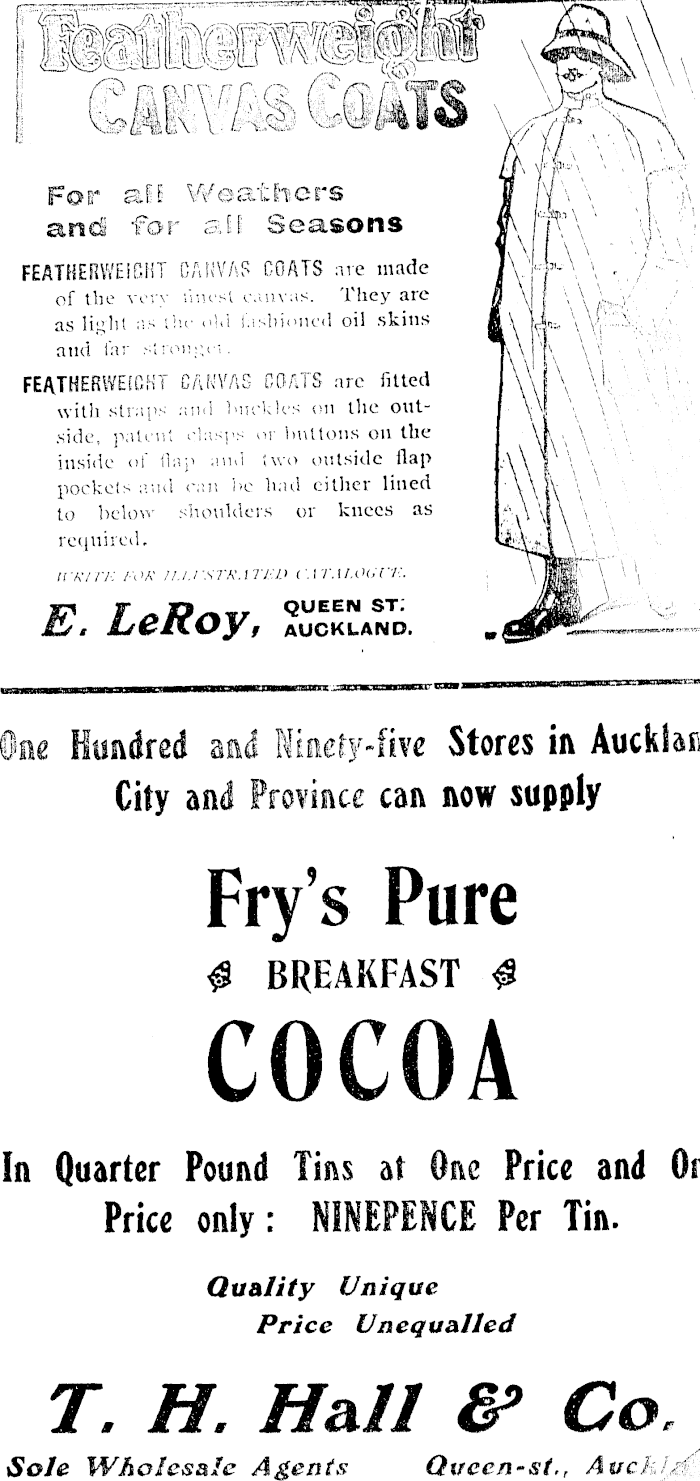 Featherweight
CANVAS COATS
For all Weathers
and for all Seasons
FEATHERWEIGHT CANVAS COATS are made
of the very finest canvas. They are
as light as the old fashioned oil skins
and far stronger.
FEATHERWEIGHT CANVAS COATS are fitted
with straps and buckles on the out-
side, patent clasps or buttons on the
inside of flap and two outside flap
pockets and can be had either lined
to below shoulders or knees as
required.
WRITE FOR ILLUSTRATED CATALOGUE.
E. LeRoy, QUEEN ST.
AUCKLAND.
One Hundred and Ninety-five Stores in Aucklan
City and Province can now supply
Fry's Pure
BREAKFAST
COCOA
In Quarter Pound Tins at One Price and On
Price only: NINEPENCE Per Tin.
Quality Unique
Price Unequalled
T. H. Hall & Co.
Sole Wholesale Agents Queen-st., Auckla